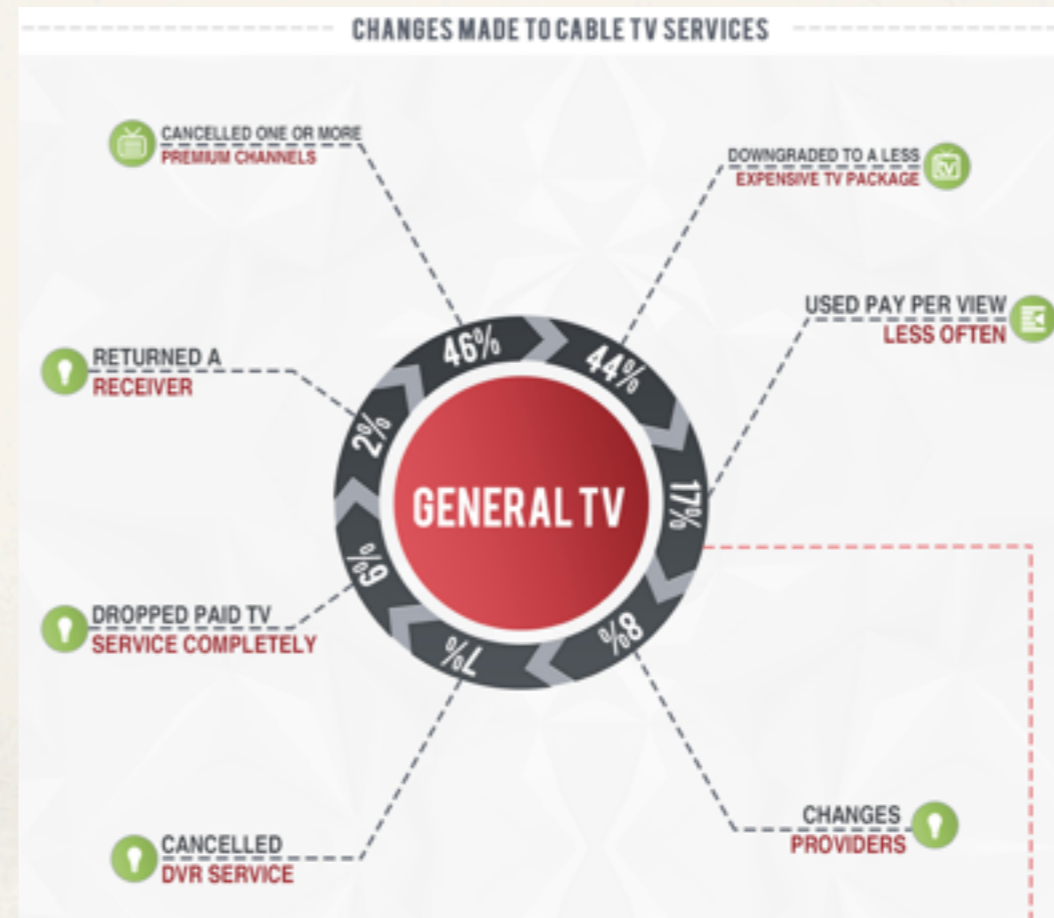 CHANGES MADE TO CABLE TV SERVICES
CANCELLED ONE OR MORE
PREMIUM CHANNELS
DOWNGRADED TO A LESS
EXPENSIVE TV PACKAGE
TV
USED PAY PER VIEW
LESS OFTEN
RETURNED A
RECEIVER
46%
44%
2%
17%
GENERAL TV
6%
8%
7%
DROPPED PAID TV
SERVICE COMPLETELY
CHANGES
PROVIDERS
CANCELLED
DVR SERVICE